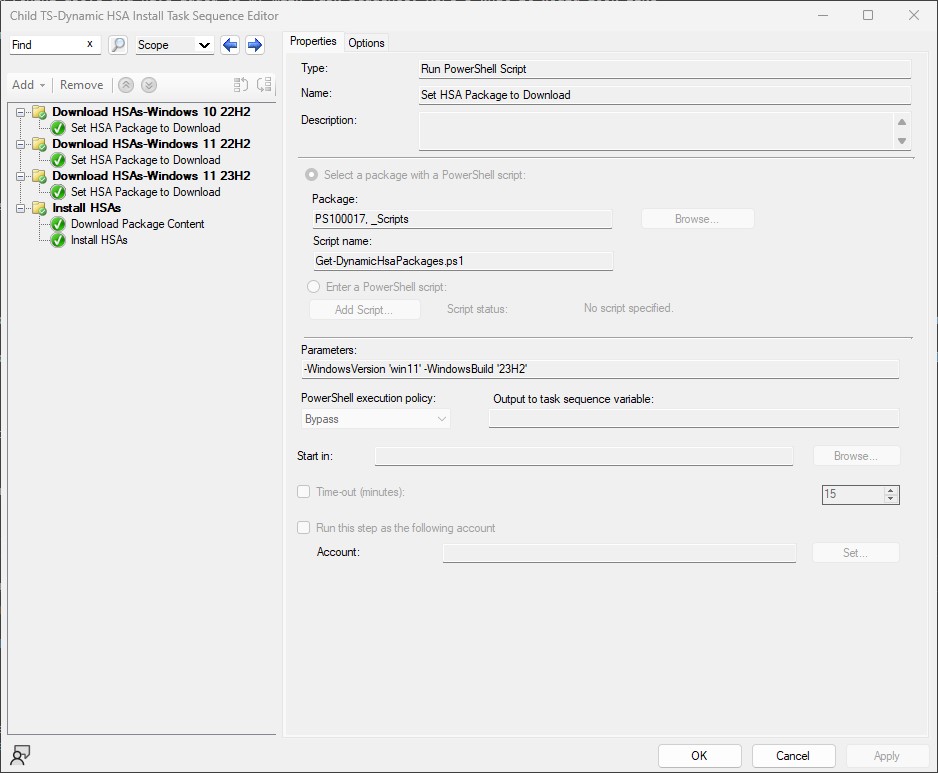 Child TS-Dynamic HSA Install Task Sequence Editor
Find x Scope
Add Remove
Download HSAs-Windows 10 22H2
Set HSA Package to Download
Download HSAs-Windows 11 22H2
Set HSA Package to Download
Download HSAs-Windows 11 23H2
Set HSA Package to Download
Install HSAs
Download Package Content
Install HSAs
Properties Options
Type: Run PowerShell Script
Name: Set HSA Package to Download
Description:
Select a package with a PowerShell script:
Package:
PS100017, _Scripts Browse...
Script name:
Get-DynamicHsaPackages.ps1
Enter a PowerShell script:
Add Script... Script status: No script specified.
Parameters:
-WindowsVersion 'win11' -WindowsBuild '23H2'
PowerShell execution policy: Output to task sequence variable:
Bypass
Start in: Browse...
Time-out (minutes): 15
Run this step as the following account
Account: Set...
OK Cancel Apply